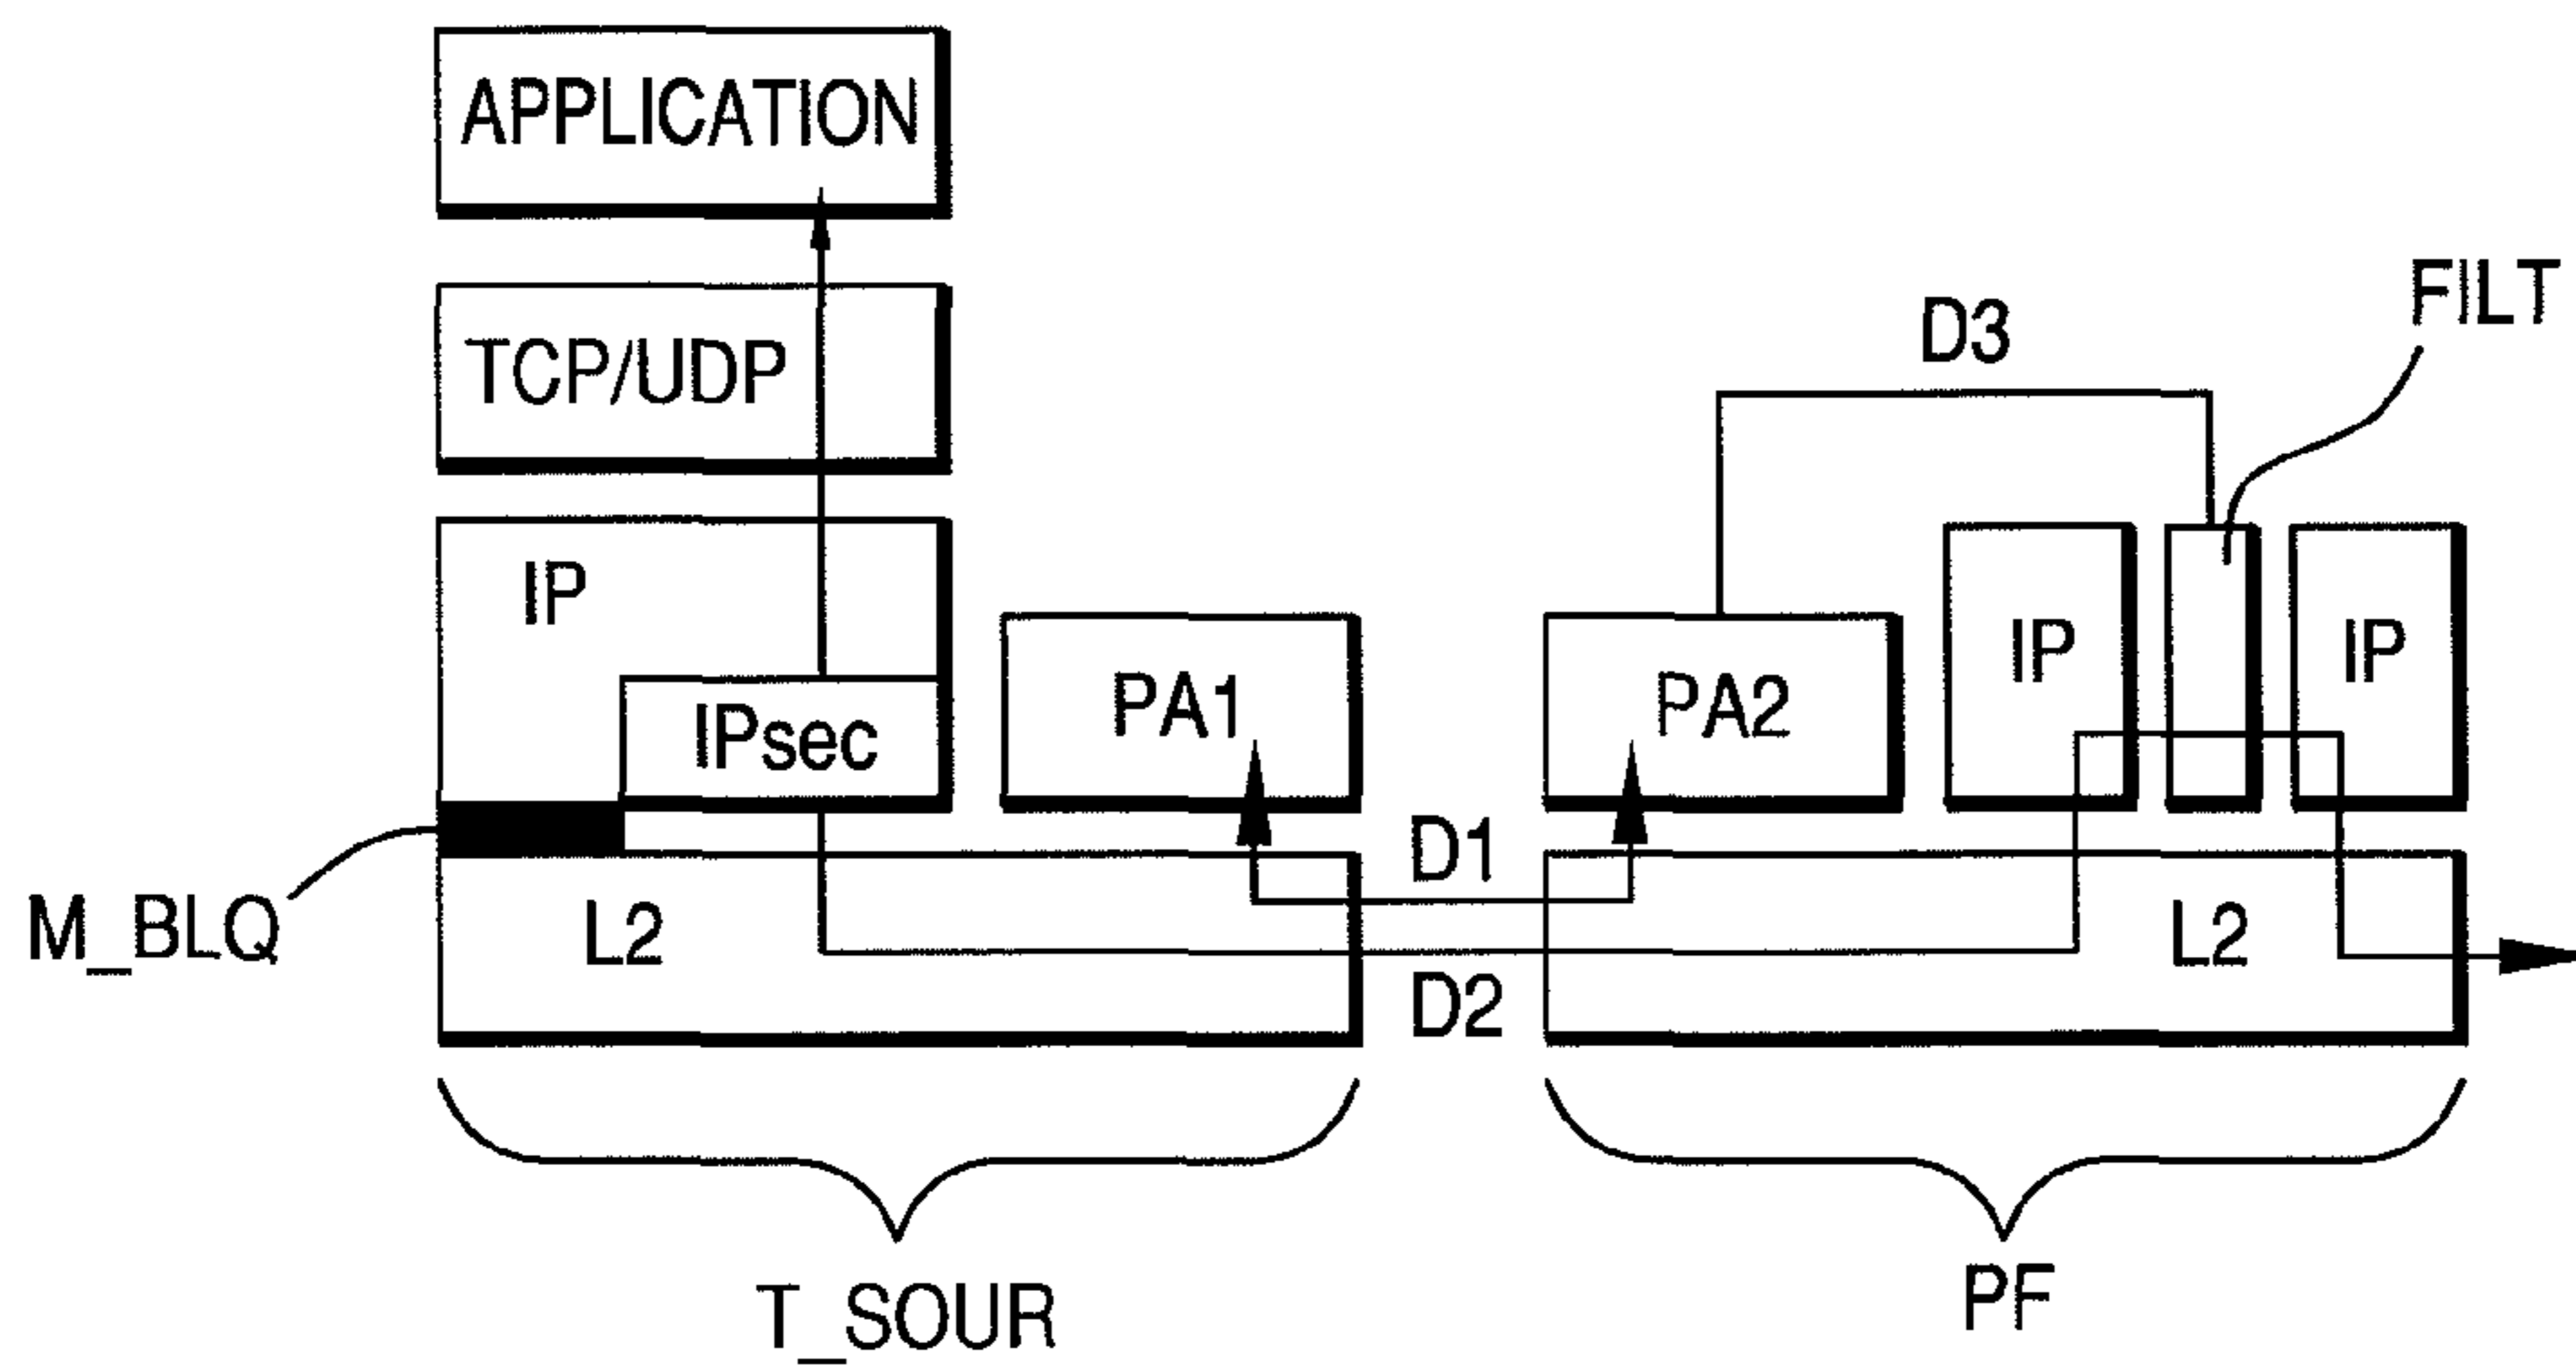 APPLICATION
TCP/UDP
D3
FILT
IP
IPsec
PA1
PA2
IP
IP
M_BLQ
L2
D1
D2
L2
T_SOUR
PF